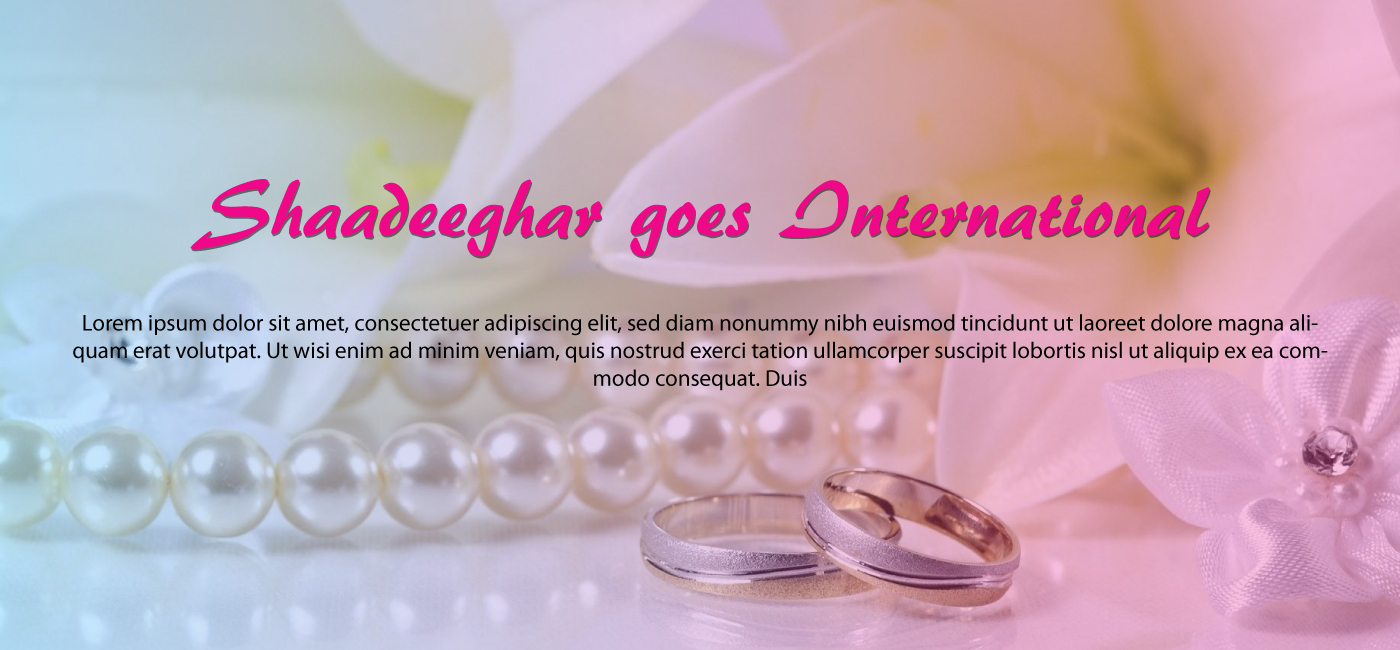 Shaadeeghar goes International
Lorem ipsum dolor sit amet, consectetuer adipiscing elit, sed diam nonummy nibh euismod tincidunt ut laoreet dolore magna ali-
quam erat volutpat. Ut wisi enim ad minim veniam, quis nostrud exerci tation ullamcorper suscipit lobortis nisl ut aliquip ex ea com-
modo consequat. Duis